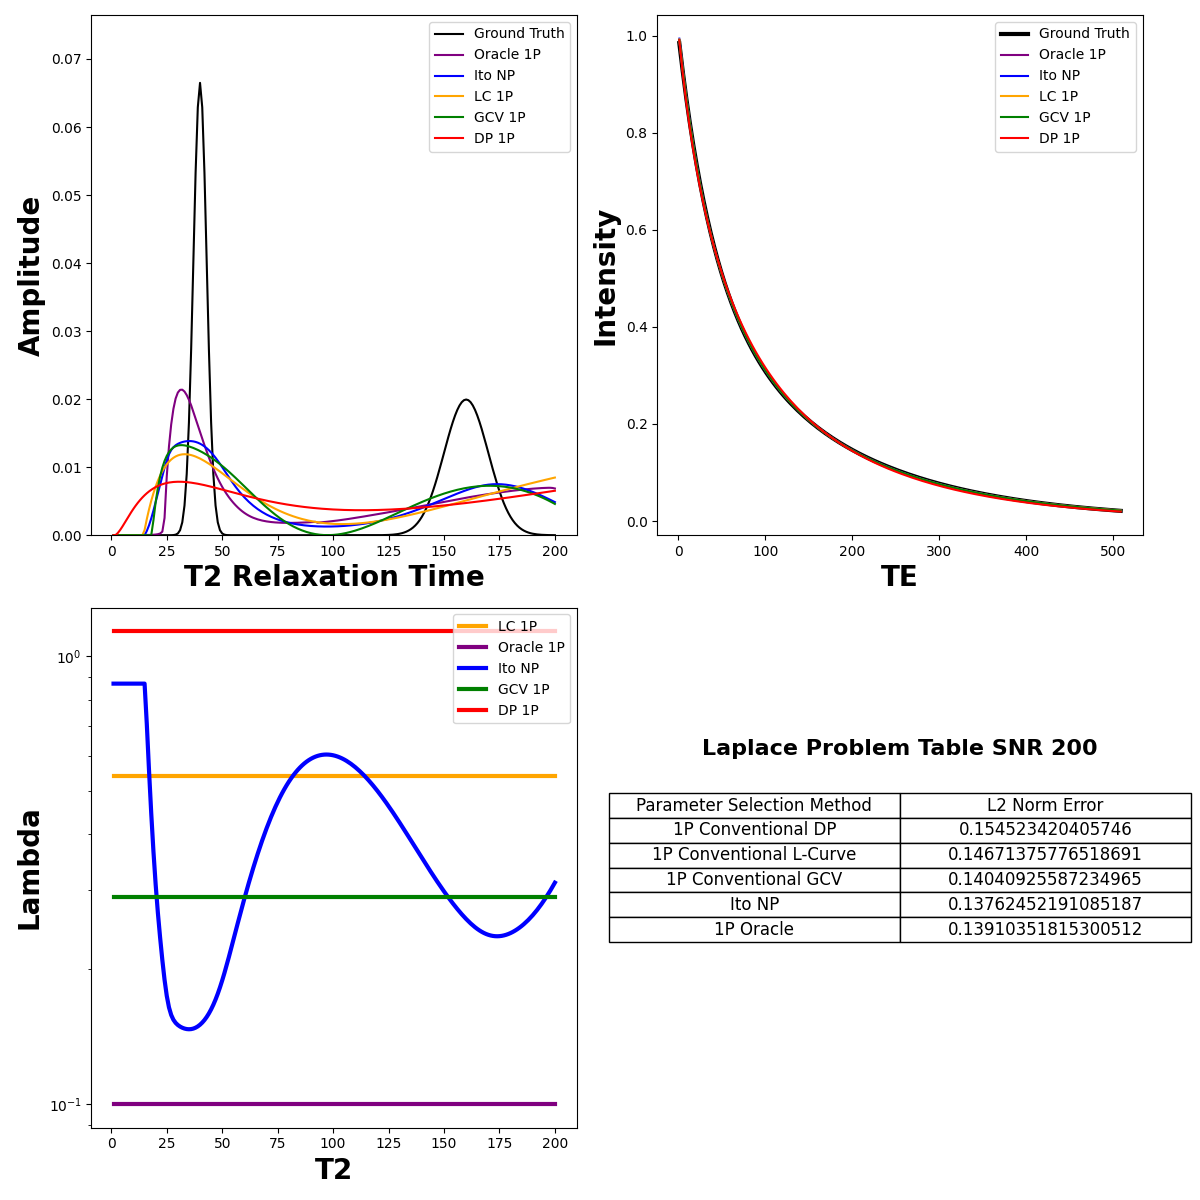 Ground Truth
Oracle 1P
Ito NP
LC 1P
GCV 1P
DP 1P
0.07
0.06
0.05
0.04
0.03
0.02
0.01
0.00
Amplitude
0 25 50 75 100 125 150 175 200
T2 Relaxation Time
Ground Truth
Oracle 1P
Ito NP
LC 1P
GCV 1P
DP 1P
1.0
0.8
0.6
0.4
0.2
0.0
Intensity
0 100 200 300 400 500
TE
LC 1P
Oracle 1P
Ito NP
GCV 1P
DP 1P
10⁰
10⁻¹
Lambda
0 25 50 75 100 125 150 175 200
T2
Laplace Problem Table SNR 200
Parameter Selection Method L2 Norm Error
1P Conventional DP 0.154523420405746
1P Conventional L-Curve 0.14671375776518691
1P Conventional GCV 0.14040925587234965
Ito NP 0.13762452191085187
1P Oracle 0.13910351815300512